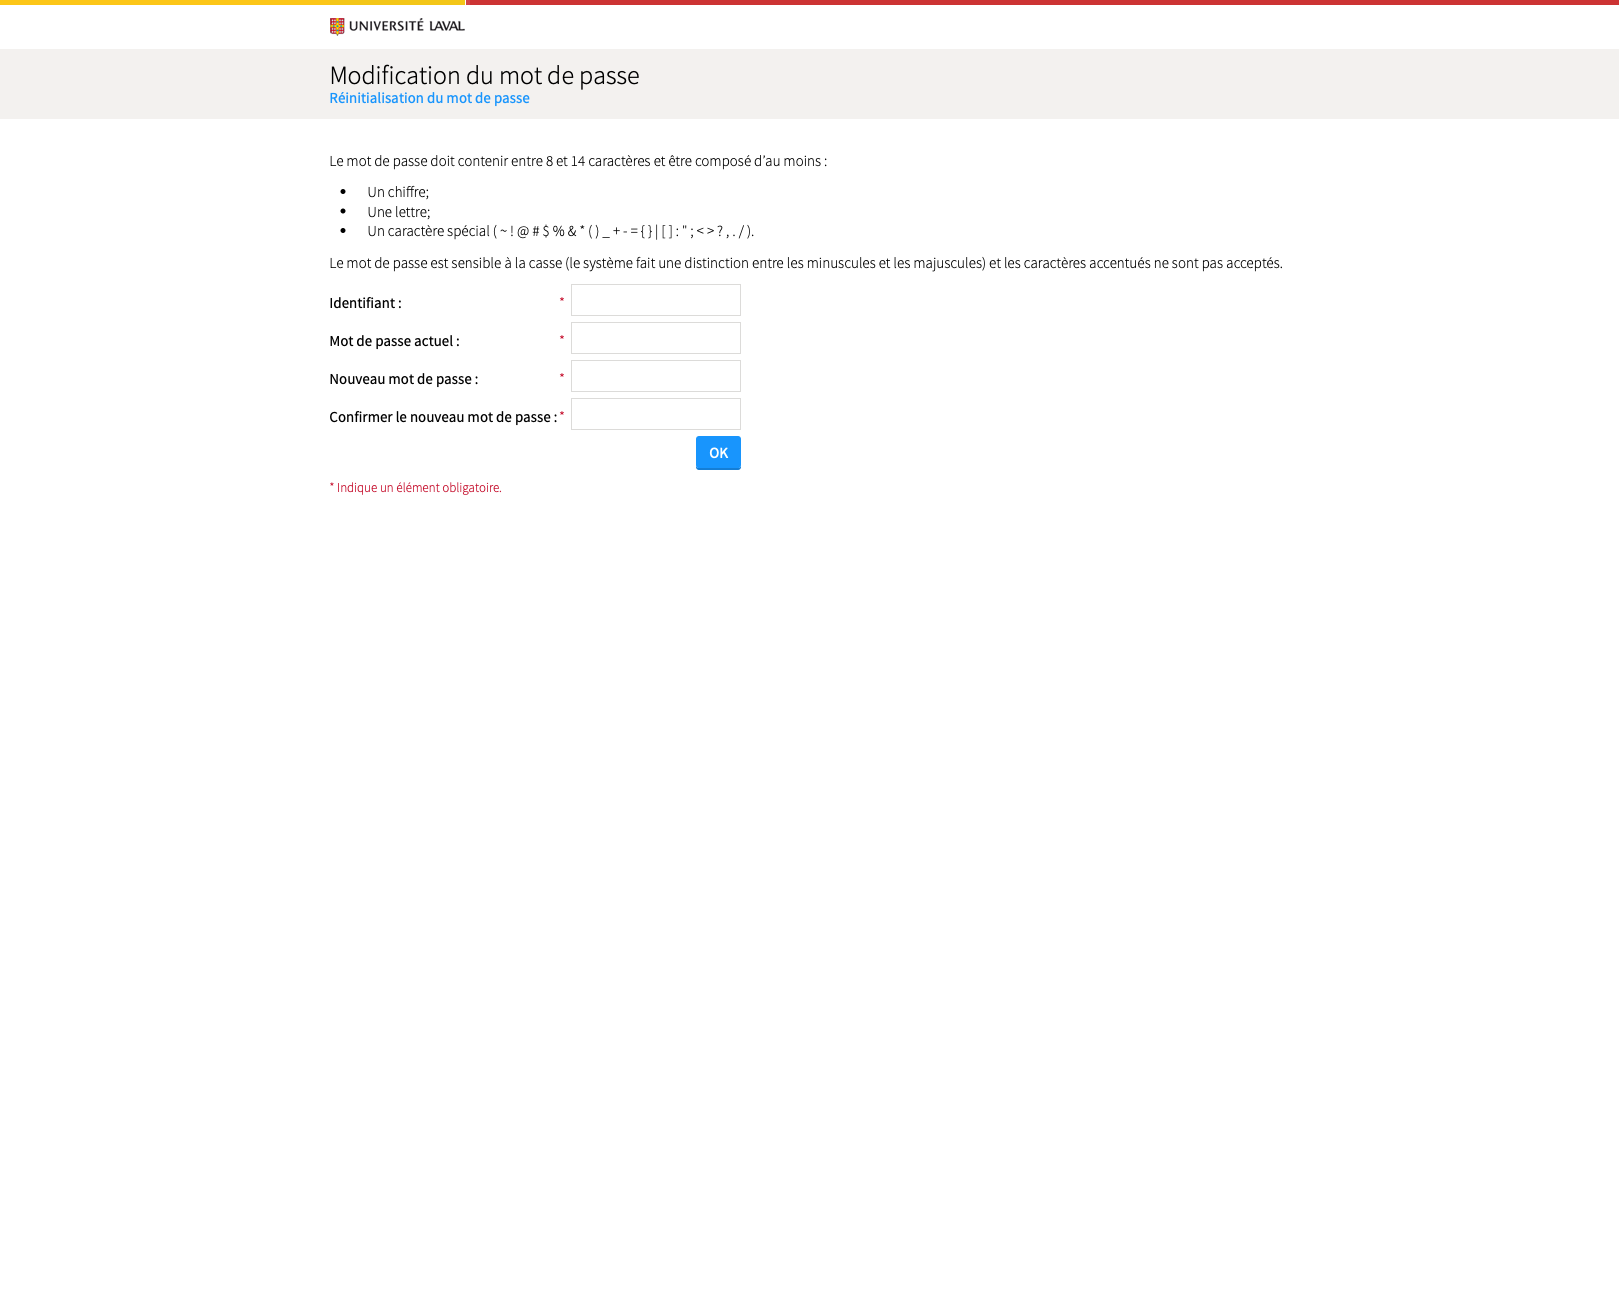 UNIVERSITÉ LAVAL
Modification du mot de passe
Réinitialisation du mot de passe
Le mot de passe doit contenir entre 8 et 14 caractères et être composé d’au moins :
• Un chiffre;
• Une lettre;
• Un caractère spécial ( ~ ! @ # $ % & * ( ) _ + - = { } | [ ] : " ; < > ? , . / ).
Le mot de passe est sensible à la casse (le système fait une distinction entre les minuscules et les majuscules) et les caractères accentués ne sont pas acceptés.
Identifiant : *
Mot de passe actuel : *
Nouveau mot de passe : *
Confirmer le nouveau mot de passe : *
OK
* Indique un élément obligatoire.